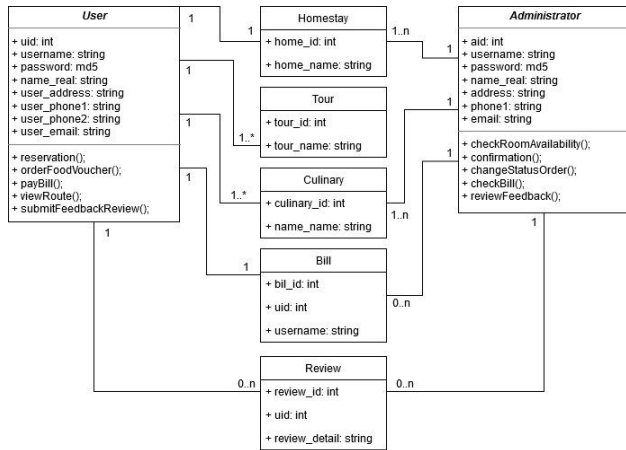 User
+ uid: int
+ username: string
+ password: md5
+ name_real: string
+ user_address: string
+ user_phone1: string
+ user_phone2: string
+ user_email: string
+ reservation();
+ orderFoodVoucher();
+ payBill();
+ viewRoute();
+ submitFeedbackReview();
1
1
1
1
1
1
1..*
1..*
1
0..n
Homestay
+ home_id: int
+ home_name: string
Tour
+ tour_id: int
+ tour_name: string
Culinary
+ culinary_id: int
+ name_name: string
Bill
+ bil_id: int
+ uid: int
+ username: string
Review
+ review_id: int
+ uid: int
+ review_detail: string
1..n
1
1
1..n
1
0..n
1
0..n
Administrator
+ aid: int
+ username: string
+ password: md5
+ name_real: string
+ address: string
+ phone1: string
+ email: string
+ checkRoomAvailability();
+ confirmation();
+ changeStatusOrder();
+ checkBill();
+ reviewFeedback();